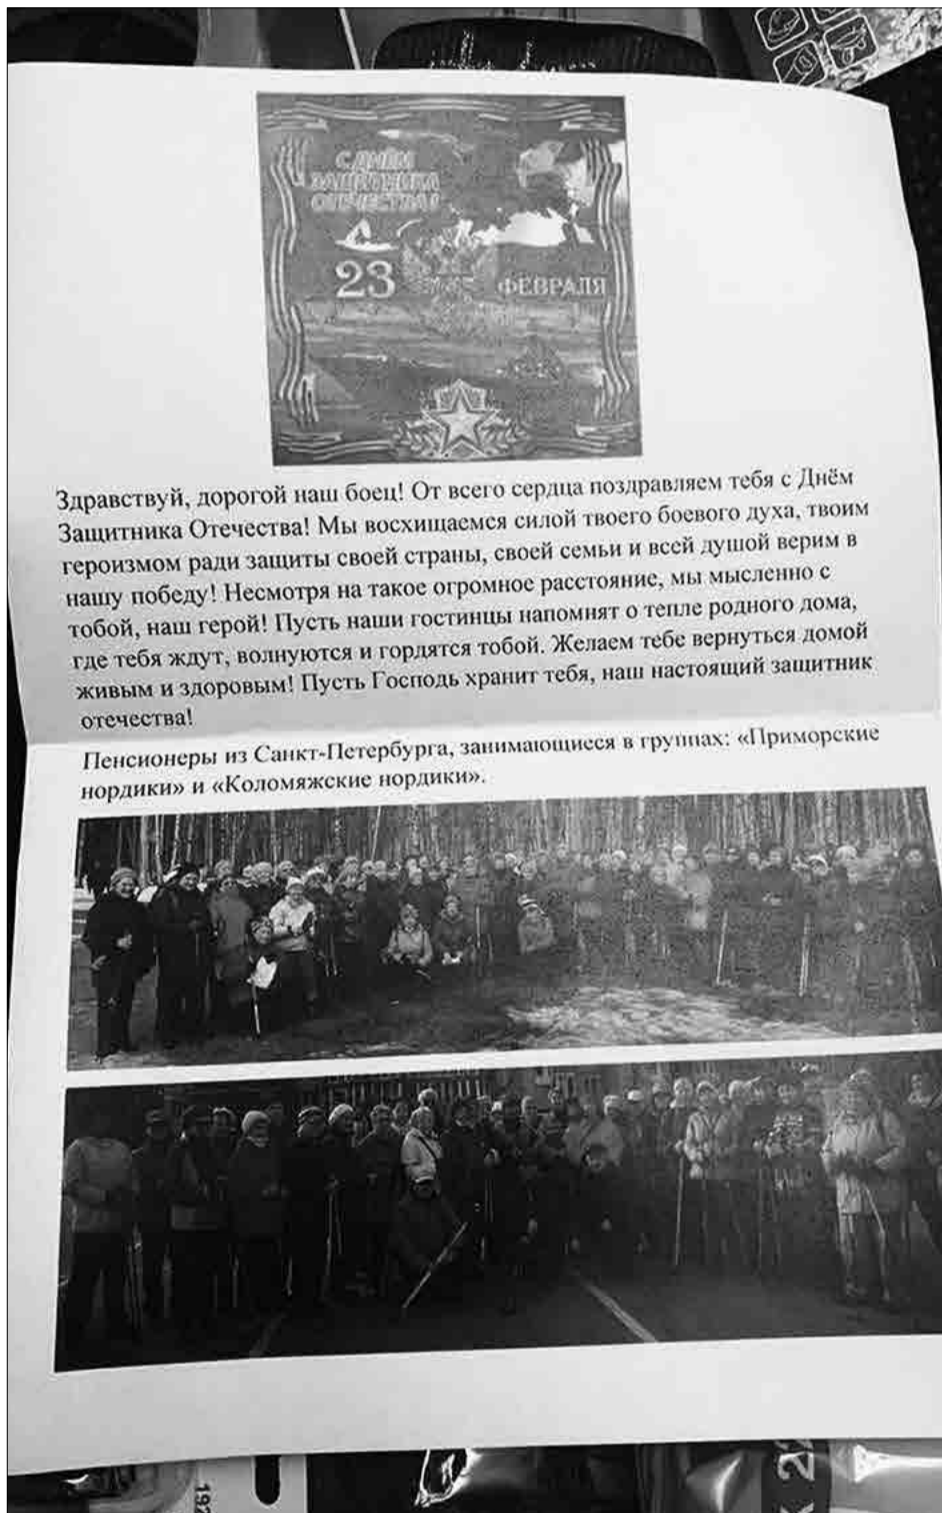 С ДНЁМ
ЗАЩИТНИКА
ОТЕЧЕСТВА!
23 ФЕВРАЛЯ
Здравствуй, дорогой наш боец! От всего сердца поздравляем тебя с Днём
Защитника Отечества! Мы восхищаемся силой твоего боевого духа, твоим
героизмом ради защиты своей страны, своей семьи и всей душой верим в
нашу победу! Несмотря на такое огромное расстояние, мы мысленно с
тобой, наш герой! Пусть наши гостинцы напомнят о тепле родного дома,
где тебя ждут, волнуются и гордятся тобой. Желаем тебе вернуться домой
живым и здоровым! Пусть Господь хранит тебя, наш настоящий защитник
отечества!
Пенсионеры из Санкт-Петербурга, занимающиеся в группах: «Приморские
нордики» и «Коломяжские нордики».
192